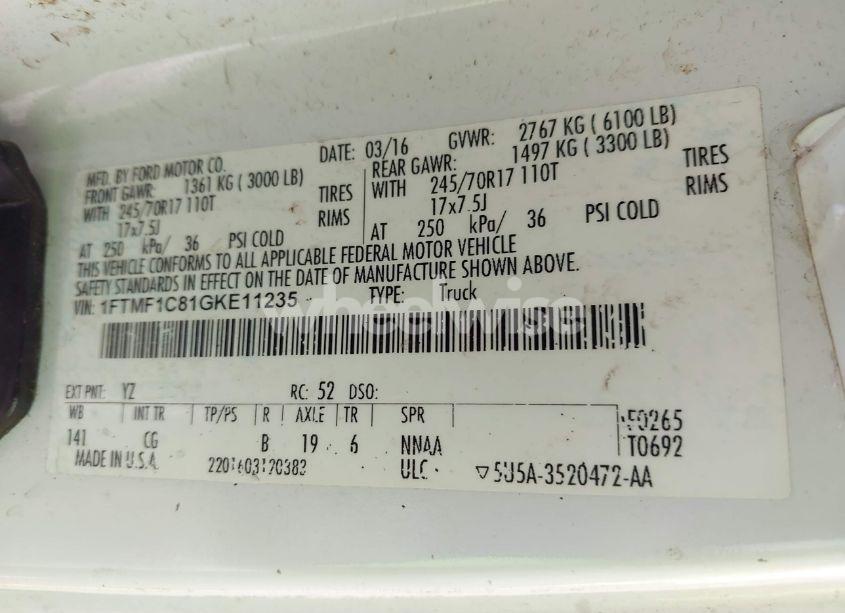 MFD. BY FORD MOTOR CO. DATE: 03/16 GVWR: 2767 KG ( 6100 LB)
FRONT GAWR: 1361 KG ( 3000 LB) REAR GAWR: 1497 KG ( 3300 LB)
WITH 245/70R17 110T TIRES WITH 245/70R17 110T TIRES
17x7.5J RIMS 17x7.5J RIMS
AT 250 kPa/ 36 PSI COLD AT 250 kPa/ 36 PSI COLD
THIS VEHICLE CONFORMS TO ALL APPLICABLE FEDERAL MOTOR VEHICLE
SAFETY STANDARDS IN EFFECT ON THE DATE OF MANUFACTURE SHOWN ABOVE.
VIN: 1FTMF1C81GKE11235 TYPE: Truck
wheelwise
EXT PNT: YZ RC: 52 DSO:
WB INT TR TP/PS R AXLE TR SPR F0265
141 CG B 19 6 NNAA T0692
MADE IN U.S.A. 2201603120383 ULC 5U5A-3520472-AA